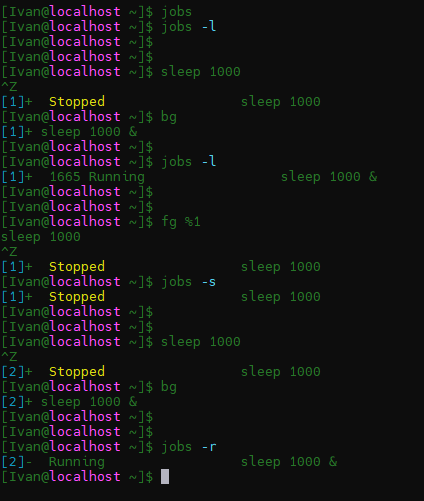 [Ivan@localhost ~]$ jobs
[Ivan@localhost ~]$ jobs -l
[Ivan@localhost ~]$
[Ivan@localhost ~]$
[Ivan@localhost ~]$ sleep 1000
^Z
[1]+  Stopped                 sleep 1000
[Ivan@localhost ~]$ bg
[1]+ sleep 1000 &
[Ivan@localhost ~]$
[Ivan@localhost ~]$ jobs -l
[1]+  1665 Running                 sleep 1000 &
[Ivan@localhost ~]$
[Ivan@localhost ~]$
[Ivan@localhost ~]$ fg %1
sleep 1000
^Z
[1]+  Stopped                 sleep 1000
[Ivan@localhost ~]$ jobs -s
[1]+  Stopped                 sleep 1000
[Ivan@localhost ~]$
[Ivan@localhost ~]$
[Ivan@localhost ~]$ sleep 1000
^Z
[2]+  Stopped                 sleep 1000
[Ivan@localhost ~]$ bg
[2]+ sleep 1000 &
[Ivan@localhost ~]$
[Ivan@localhost ~]$
[Ivan@localhost ~]$ jobs -r
[2]-  Running                 sleep 1000 &
[Ivan@localhost ~]$